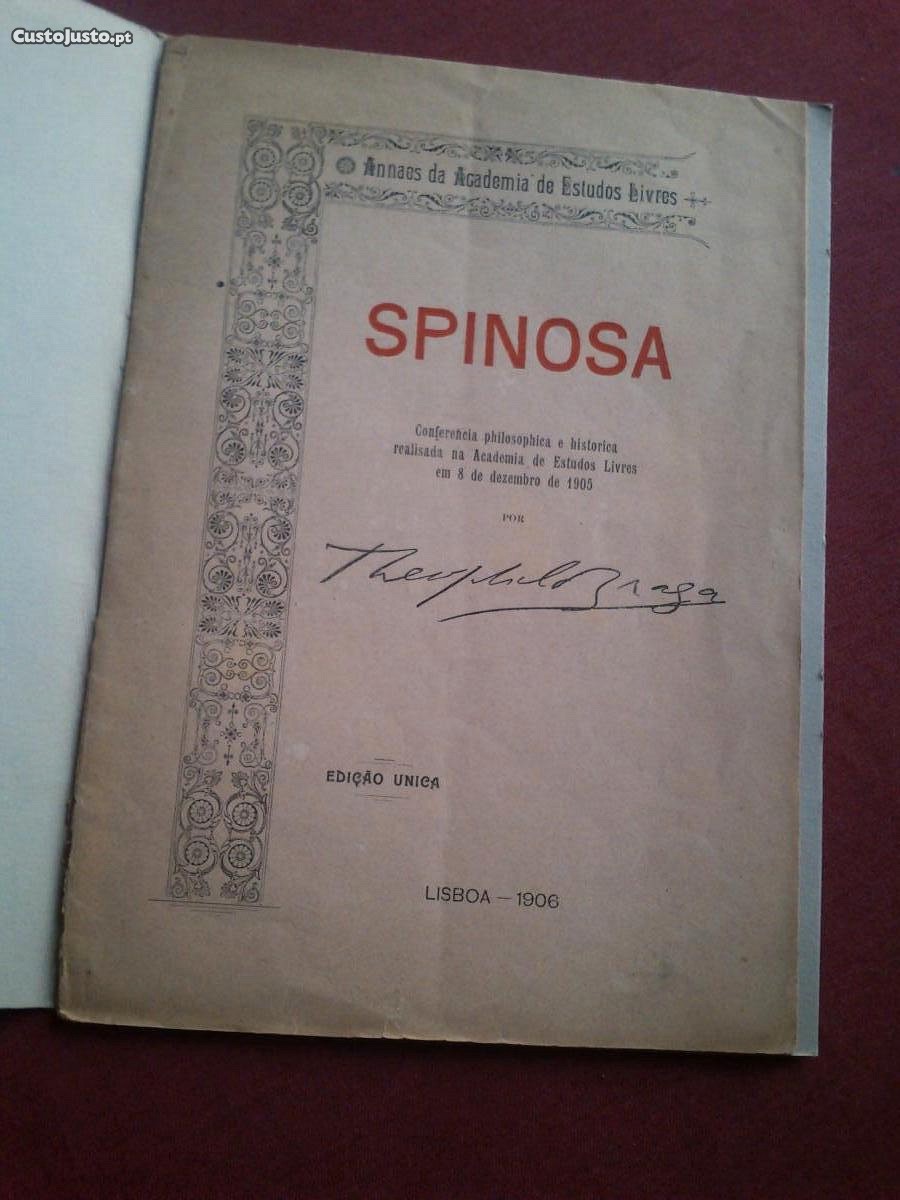 CustoJusto.pt
Annaes da Academia de Estudos Livres
SPINOSA
Conferencia philosophica e historica
realisada na Academia de Estudos Livres
em 8 de dezembro de 1905
POR
Theophilo Braga
EDIÇÃO UNICA
LISBOA — 1906